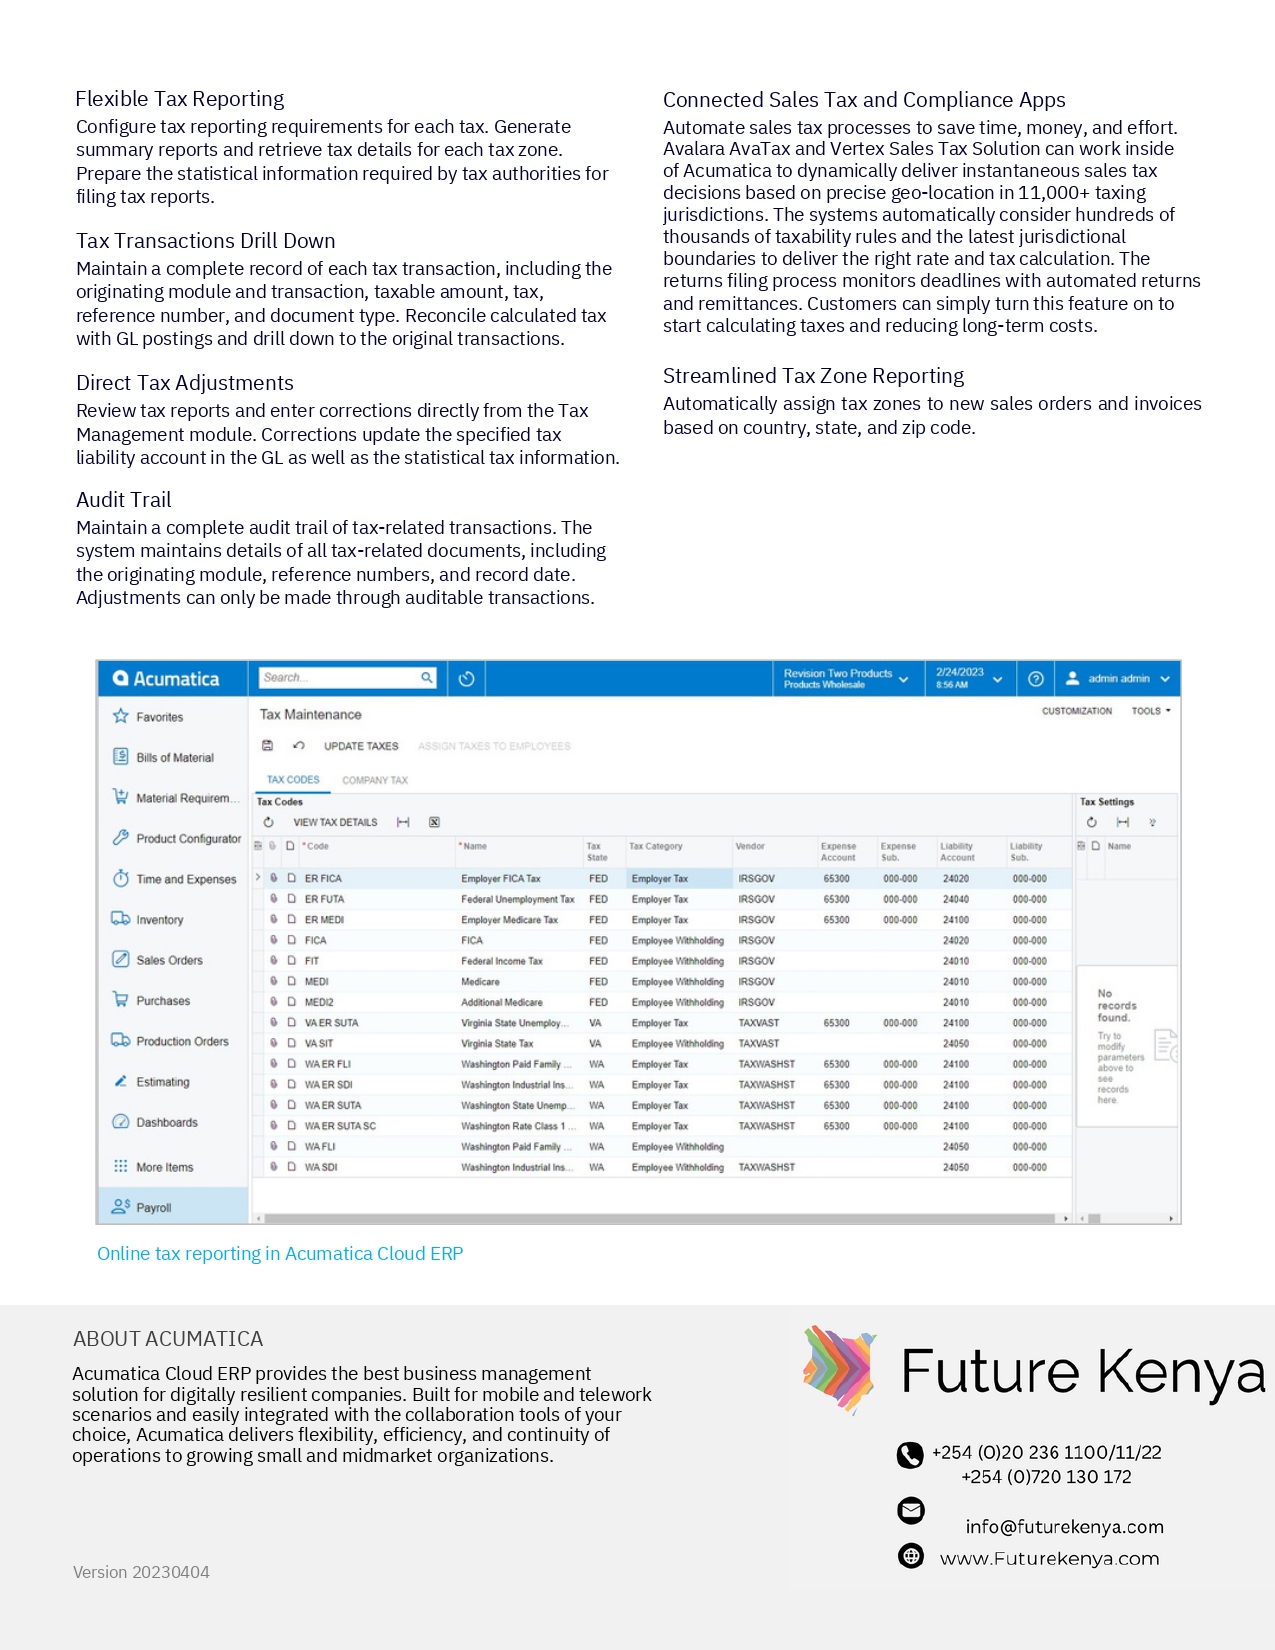 Flexible Tax Reporting
Configure tax reporting requirements for each tax. Generate
summary reports and retrieve tax details for each tax zone.
Prepare the statistical information required by tax authorities for
filing tax reports.
Tax Transactions Drill Down
Maintain a complete record of each tax transaction, including the
originating module and transaction, taxable amount, tax,
reference number, and document type. Reconcile calculated tax
with GL postings and drill down to the original transactions.
Direct Tax Adjustments
Review tax reports and enter corrections directly from the Tax
Management module. Corrections update the specified tax
liability account in the GL as well as the statistical tax information.
Audit Trail
Maintain a complete audit trail of tax-related transactions. The
system maintains details of all tax-related documents, including
the originating module, reference numbers, and record date.
Adjustments can only be made through auditable transactions.
Connected Sales Tax and Compliance Apps
Automate sales tax processes to save time, money, and effort.
Avalara AvaTax and Vertex Sales Tax Solution can work inside
of Acumatica to dynamically deliver instantaneous sales tax
decisions based on precise geo-location in 11,000+ taxing
jurisdictions. The systems automatically consider hundreds of
thousands of taxability rules and the latest jurisdictional
boundaries to deliver the right rate and tax calculation. The
returns filing process monitors deadlines with automated returns
and remittances. Customers can simply turn this feature on to
start calculating taxes and reducing long-term costs.
Streamlined Tax Zone Reporting
Automatically assign tax zones to new sales orders and invoices
based on country, state, and zip code.
Acumatica
Search...
Revision Two Products
Products Wholesale
2/24/2023
8:56 AM
admin admin
Favorites
Bills of Material
Material Requirem...
Product Configurator
Time and Expenses
Inventory
Sales Orders
Purchases
Production Orders
Estimating
Dashboards
More Items
Payroll
Tax Maintenance
CUSTOMIZATION TOOLS
UPDATE TAXES ASSIGN TAXES TO EMPLOYEES
TAX CODES COMPANY TAX
Tax Codes
VIEW TAX DETAILS
*Code *Name Tax State Tax Category Vendor Expense Account Expense Sub. Liability Account Liability Sub.
ER FICA Employer FICA Tax FED Employer Tax IRSGOV 65300 000-000 24020 000-000
ER FUTA Federal Unemployment Tax FED Employer Tax IRSGOV 65300 000-000 24040 000-000
ER MEDI Employer Medicare Tax FED Employer Tax IRSGOV 65300 000-000 24100 000-000
FICA FICA FED Employee Withholding IRSGOV 24020 000-000
FIT Federal Income Tax FED Employee Withholding IRSGOV 24010 000-000
MEDI Medicare FED Employee Withholding IRSGOV 24010 000-000
MEDI2 Additional Medicare FED Employee Withholding IRSGOV 24010 000-000
VA ER SUTA Virginia State Unemploy... VA Employer Tax TAXVAST 65300 000-000 24100 000-000
VA SIT Virginia State Tax VA Employee Withholding TAXVAST 24050 000-000
WA ER FLI Washington Paid Family ... WA Employer Tax TAXWASHST 65300 000-000 24100 000-000
WA ER SDI Washington Industrial Ins... WA Employer Tax TAXWASHST 65300 000-000 24100 000-000
WA ER SUTA Washington State Unemp... WA Employer Tax TAXWASHST 65300 000-000 24100 000-000
WA ER SUTA SC Washington Rate Class 1 ... WA Employer Tax TAXWASHST 65300 000-000 24100 000-000
WA FLI Washington Paid Family ... WA Employee Withholding 24050 000-000
WA SDI Washington Industrial Ins... WA Employee Withholding TAXWASHST 24050 000-000
Tax Settings
Name
No
records
found.
Try to
modify
parameters
above to
see
records
here.
Online tax reporting in Acumatica Cloud ERP
ABOUT ACUMATICA
Acumatica Cloud ERP provides the best business management
solution for digitally resilient companies. Built for mobile and telework
scenarios and easily integrated with the collaboration tools of your
choice, Acumatica delivers flexibility, efficiency, and continuity of
operations to growing small and midmarket organizations.
Version 20230404
Future Kenya
+254 (0)20 236 1100/11/22
+254 (0)720 130 172
info@futurekenya.com
www.Futurekenya.com